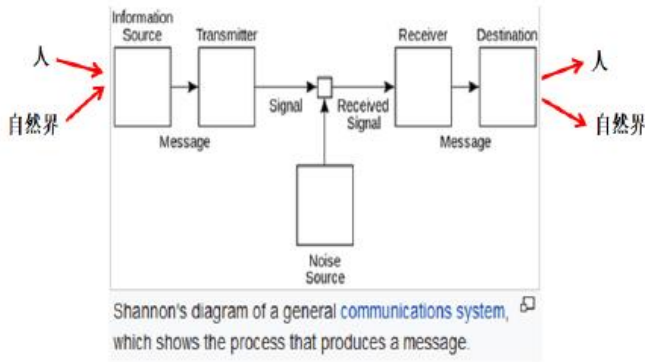 Information
Source
Transmitter
Receiver
Destination
人
自然界
Signal
Received
Signal
Message
Message
人
自然界
Noise
Source
Shannon's diagram of a general communications system,
which shows the process that produces a message.